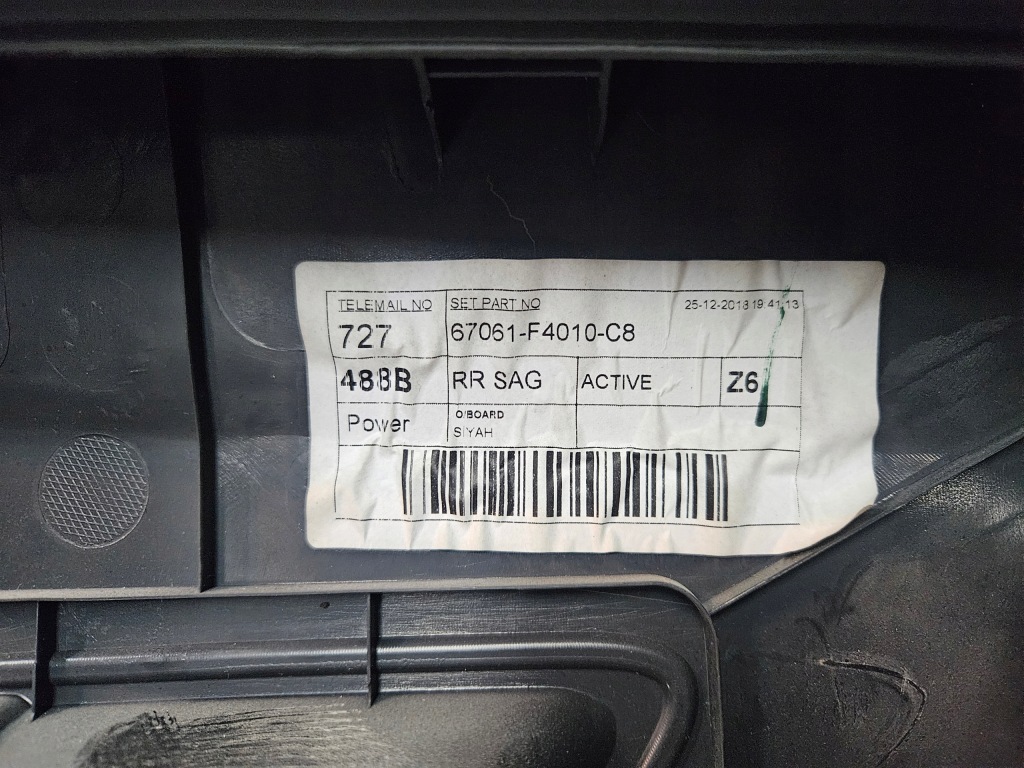 TELEMAIL NO SET PART NO 25-12-2018 19:41:13
727 67061-F4010-C8
488B RR SAG ACTIVE Z6
Power O/BOARD
SIYAH